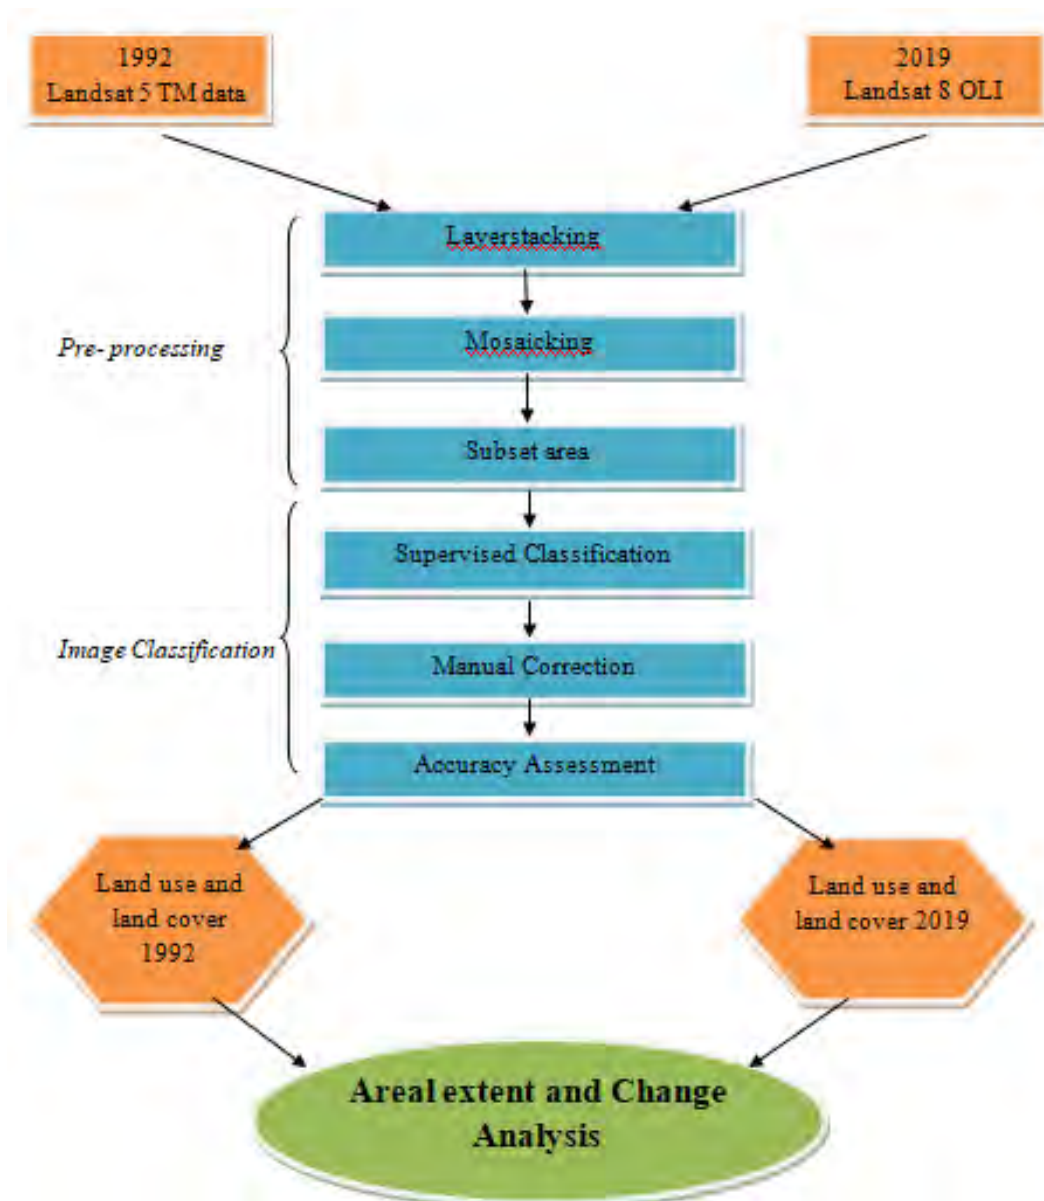 1992
Landsat 5 TM data
2019
Landsat 8 OLI
Layerstacking
Mosaicking
Pre- processing
Subset area
Supervised Classification
Image Classification
Manual Correction
Accuracy Assessment
Land use and
land cover
1992
Land use and
land cover 2019
Areal extent and Change
Analysis